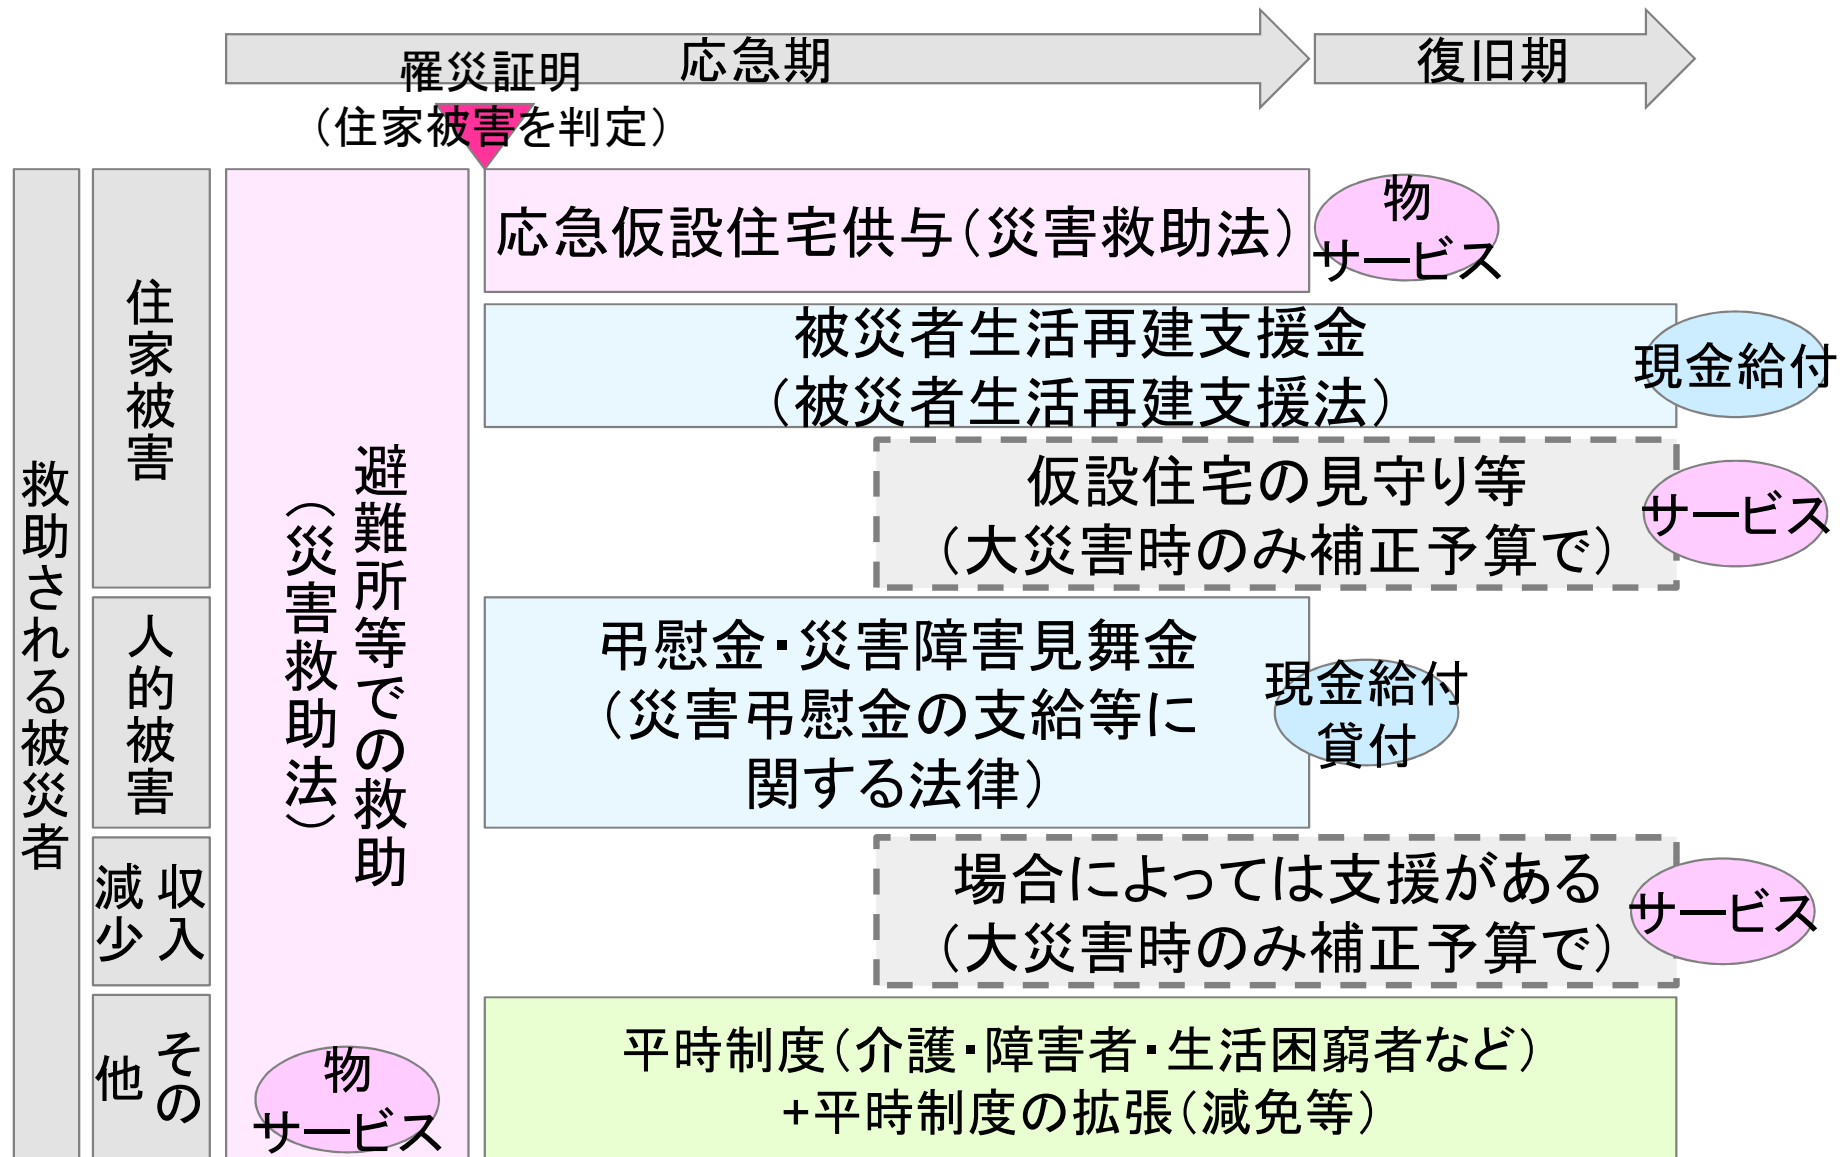 応急期
復旧期
罹災証明
（住家被害を判定）
救助される被災者
住家被害
人的被害
収入
減少
その
他
避難所等での救助
（災害救助法）
物
サービス
応急仮設住宅供与（災害救助法）
物
サービス
被災者生活再建支援金
（被災者生活再建支援法）
現金給付
仮設住宅の見守り等
（大災害時のみ補正予算で）
サービス
弔慰金・災害障害見舞金
（災害弔慰金の支給等に
関する法律）
現金給付
貸付
場合によっては支援がある
（大災害時のみ補正予算で）
サービス
平時制度（介護・障害者・生活困窮者など）
+平時制度の拡張（減免等）